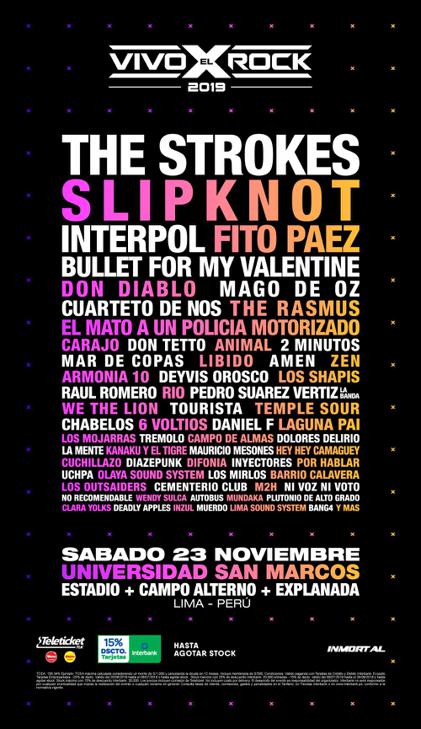 VIVO X EL ROCK
2019
THE STROKES
SLIPKNOT
INTERPOL FITO PAEZ
BULLET FOR MY VALENTINE
DON DIABLO MAGO DE OZ
CUARTETO DE NOS THE RASMUS
EL MATO A UN POLICIA MOTORIZADO
CARAJO DON TETTO ANIMAL 2 MINUTOS
MAR DE COPAS LIBIDO AMEN ZEN
ARMONIA 10 DEYVIS OROSCO LOS SHAPIS
RAUL ROMERO RIO PEDRO SUAREZ VERTIZ LA BANDA
WE THE LION TOURISTA TEMPLE SOUR
CHABELOS 6 VOLTIOS DANIEL F LAGUNA PAI
LOS MOJARRAS TREMOLO CAMPO DE ALMAS DOLORES DELIRIO
LA MENTE KANAKU Y EL TIGRE MAURICIO MESONES HEY HEY CAMAGUEY
CUCHILLAZO DIAZEPUNK DIFONIA INYECTORES POR HABLAR
UCHPA OLAYA SOUND SYSTEM LOS MIRLOS BARRIO CALAVERA
LOS OUTSAIDERS CEMENTERIO CLUB M2H NI VOZ NI VOTO
NO RECOMENDABLE WENDY SULCA AUTOBUS MUNDAKA PLUTONIO DE ALTO GRADO
CLARA YOLKS DEADLY APPLES INZUL MUERDO LIMA SOUND SYSTEM BANG4 Y MAS
SABADO 23 NOVIEMBRE
UNIVERSIDAD SAN MARCOS
ESTADIO + CAMPO ALTERNO + EXPLANADA
LIMA - PERÚ
Teleticket
15%
DSCTO.
Tarjetas
Interbank
HASTA
AGOTAR STOCK
INMORTAL